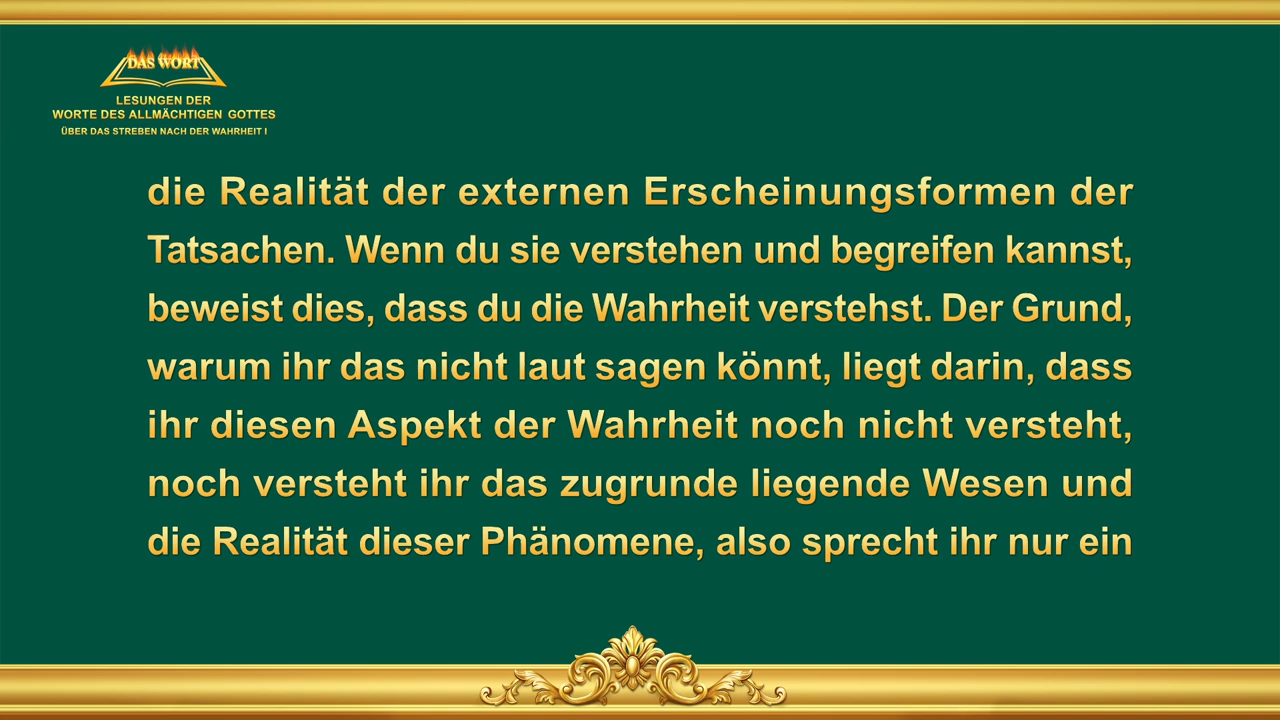 DAS WORT
LESUNGEN DER
WORTE DES ALLMÄCHTIGEN GOTTES
ÜBER DAS STREBEN NACH DER WAHRHEIT I
die Realität der externen Erscheinungsformen der
Tatsachen. Wenn du sie verstehen und begreifen kannst,
beweist dies, dass du die Wahrheit verstehst. Der Grund,
warum ihr das nicht laut sagen könnt, liegt darin, dass
ihr diesen Aspekt der Wahrheit noch nicht versteht,
noch versteht ihr das zugrunde liegende Wesen und
die Realität dieser Phänomene, also sprecht ihr nur ein